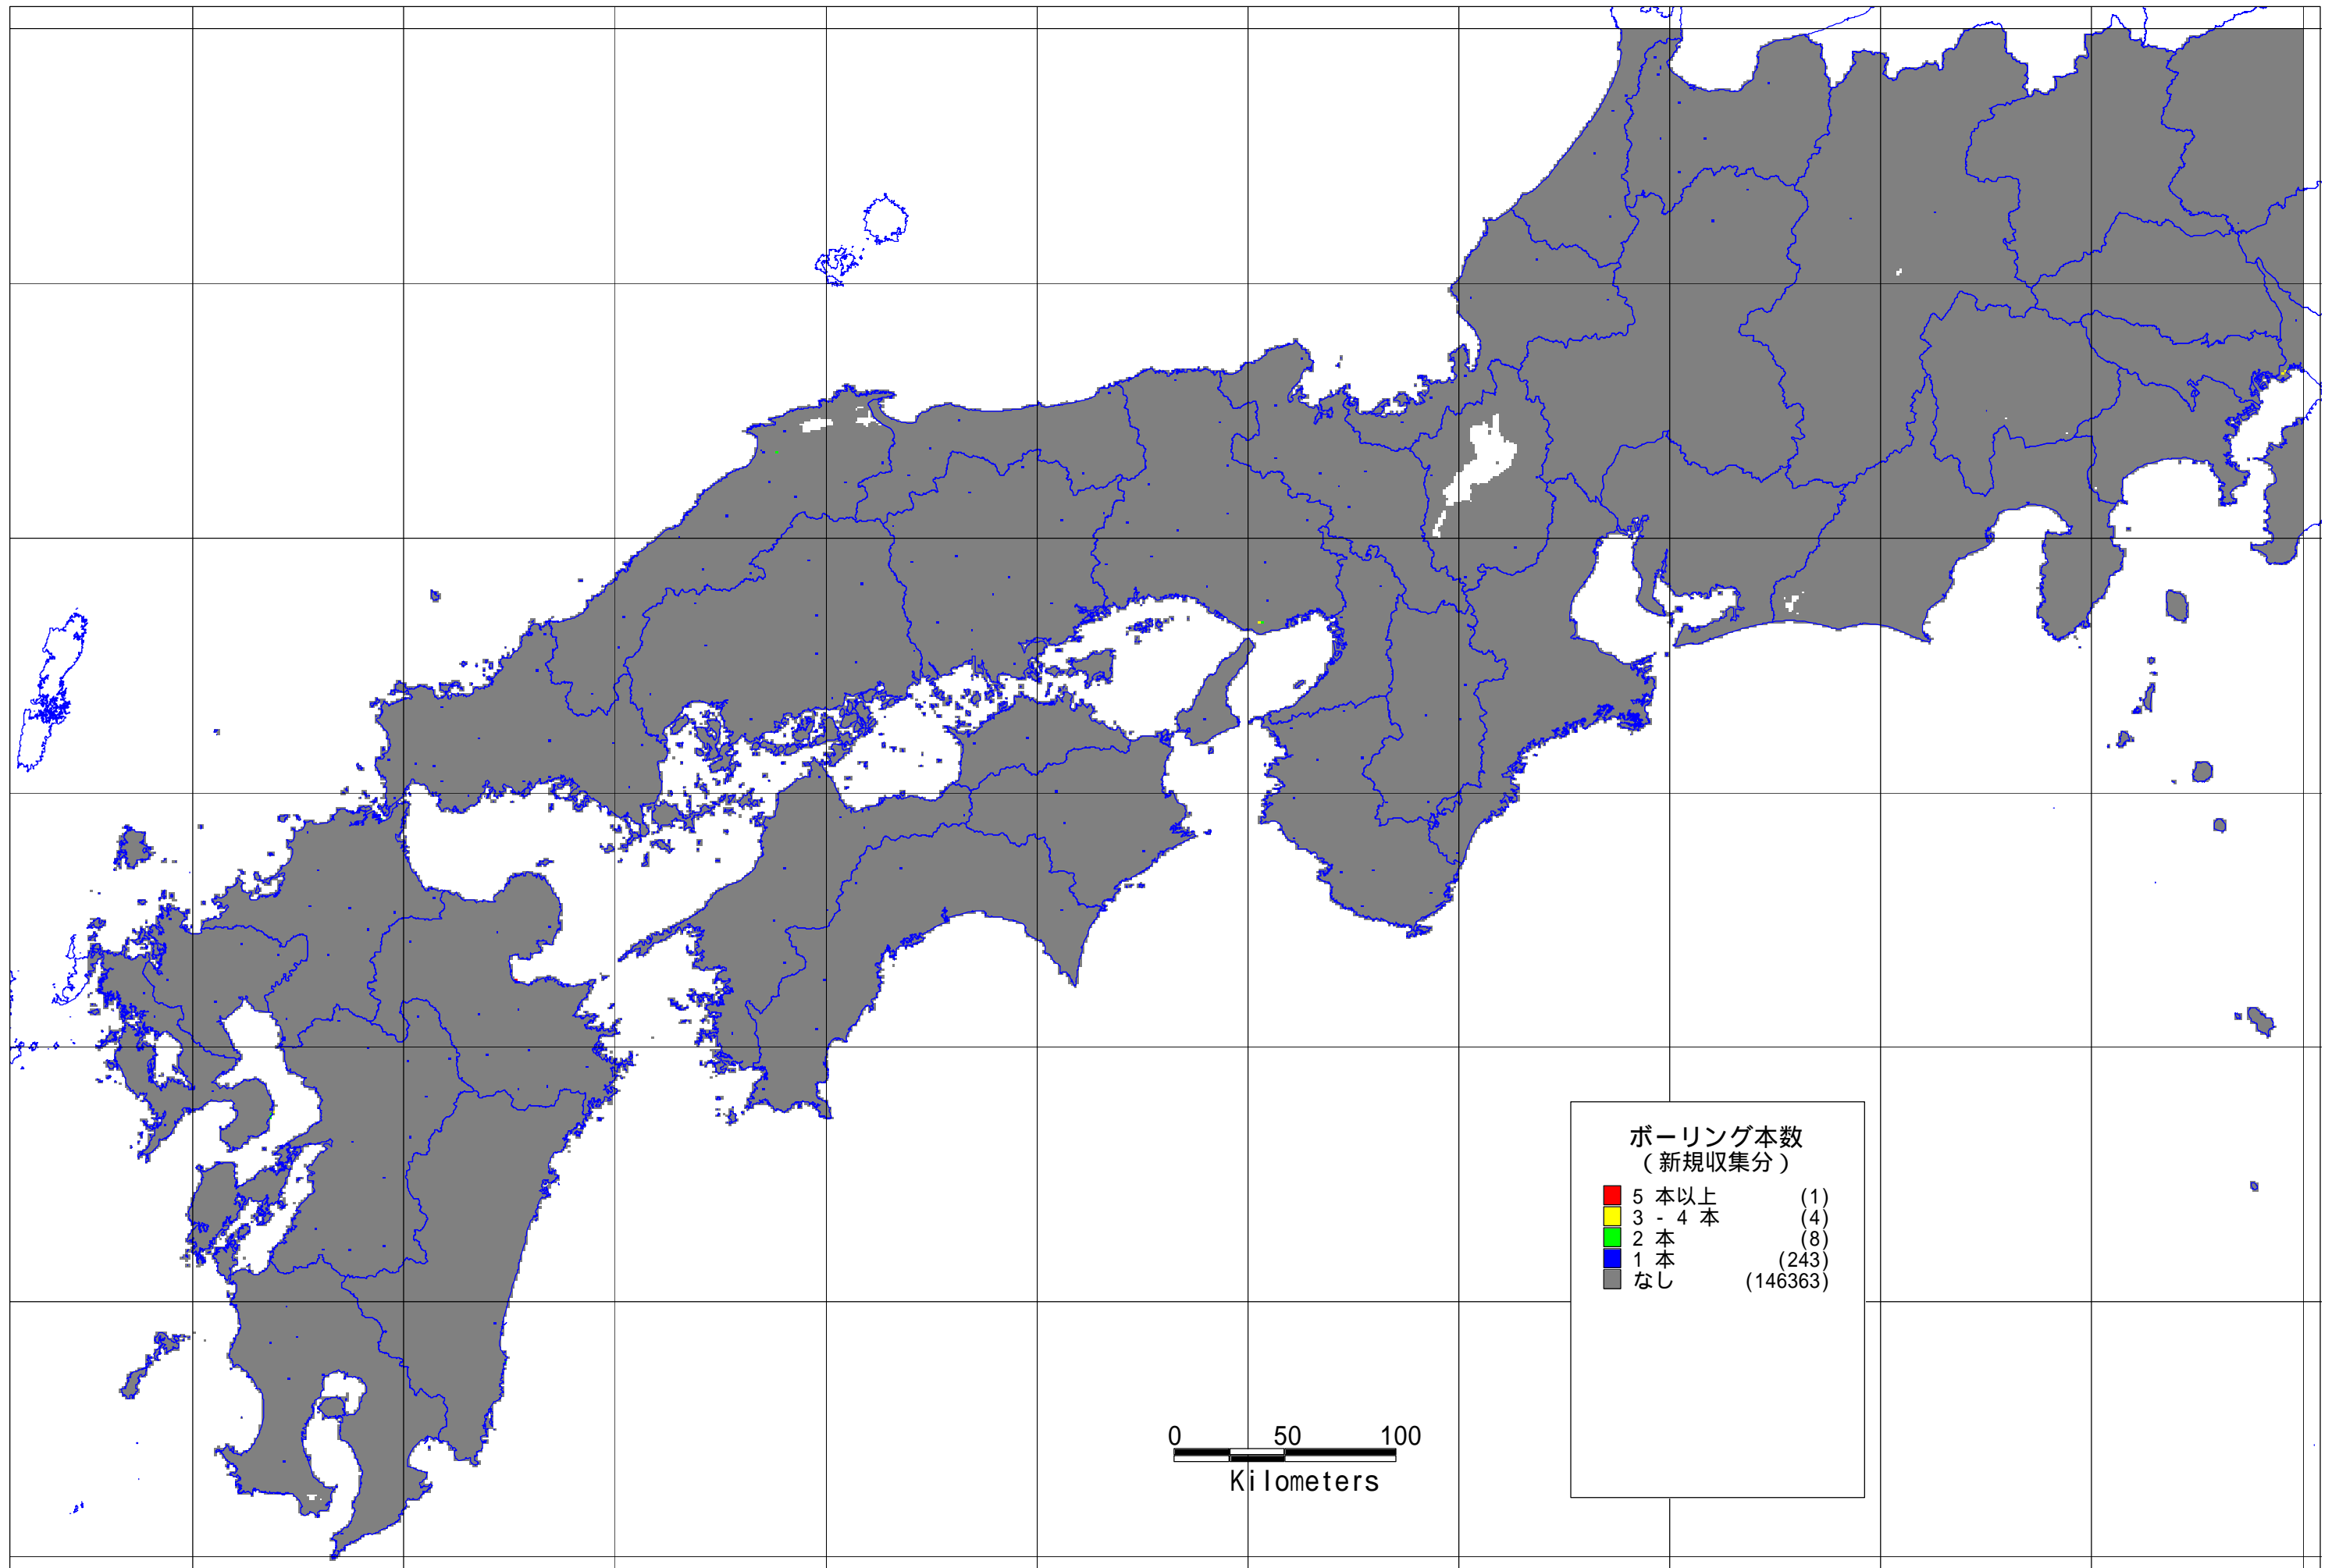 ボーリング本数
（新規収集分）
5 本以上 (1)
3 - 4 本 (4)
2 本 (8)
1 本 (243)
なし (146363)
0 50 100
Kilometers